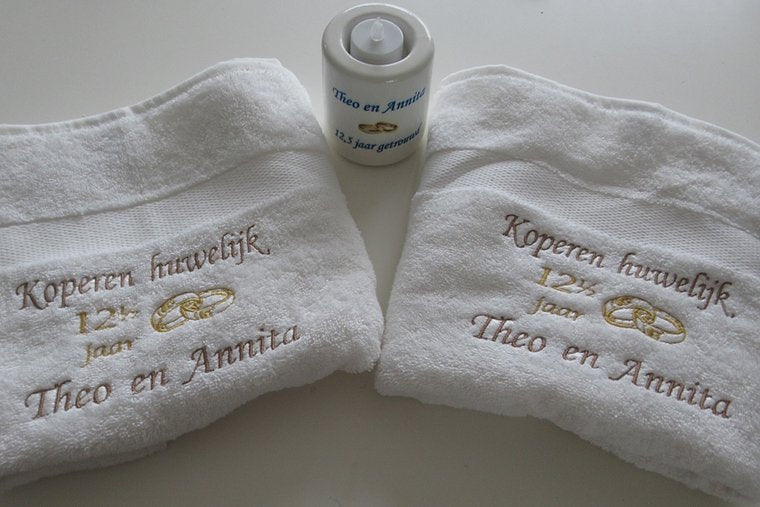 Theo en Annita
12,5 jaar getrouwd
Koperen huwelijk,
12½
jaar
Theo en Annita
Koperen huwelijk,
12½
jaar
Theo en Annita